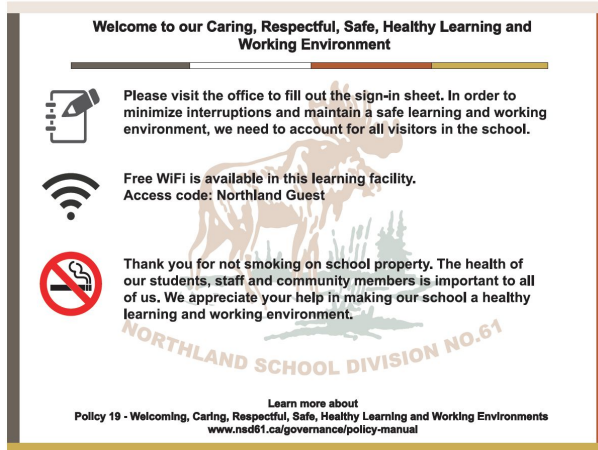 Welcome to our Caring, Respectful, Safe, Healthy Learning and
Working Environment
Please visit the office to fill out the sign-in sheet. In order to
minimize interruptions and maintain a safe learning and working
environment, we need to account for all visitors in the school.
Free WiFi is available in this learning facility.
Access code: Northland Guest
Thank you for not smoking on school property. The health of
our students, staff and community members is important to all
of us. We appreciate your help in making our school a healthy
learning and working environment.
NORTHLAND SCHOOL DIVISION NO.61
Learn more about
Policy 19 - Welcoming, Caring, Respectful, Safe, Healthy Learning and Working Environments
www.nsd61.ca/governance/policy-manual